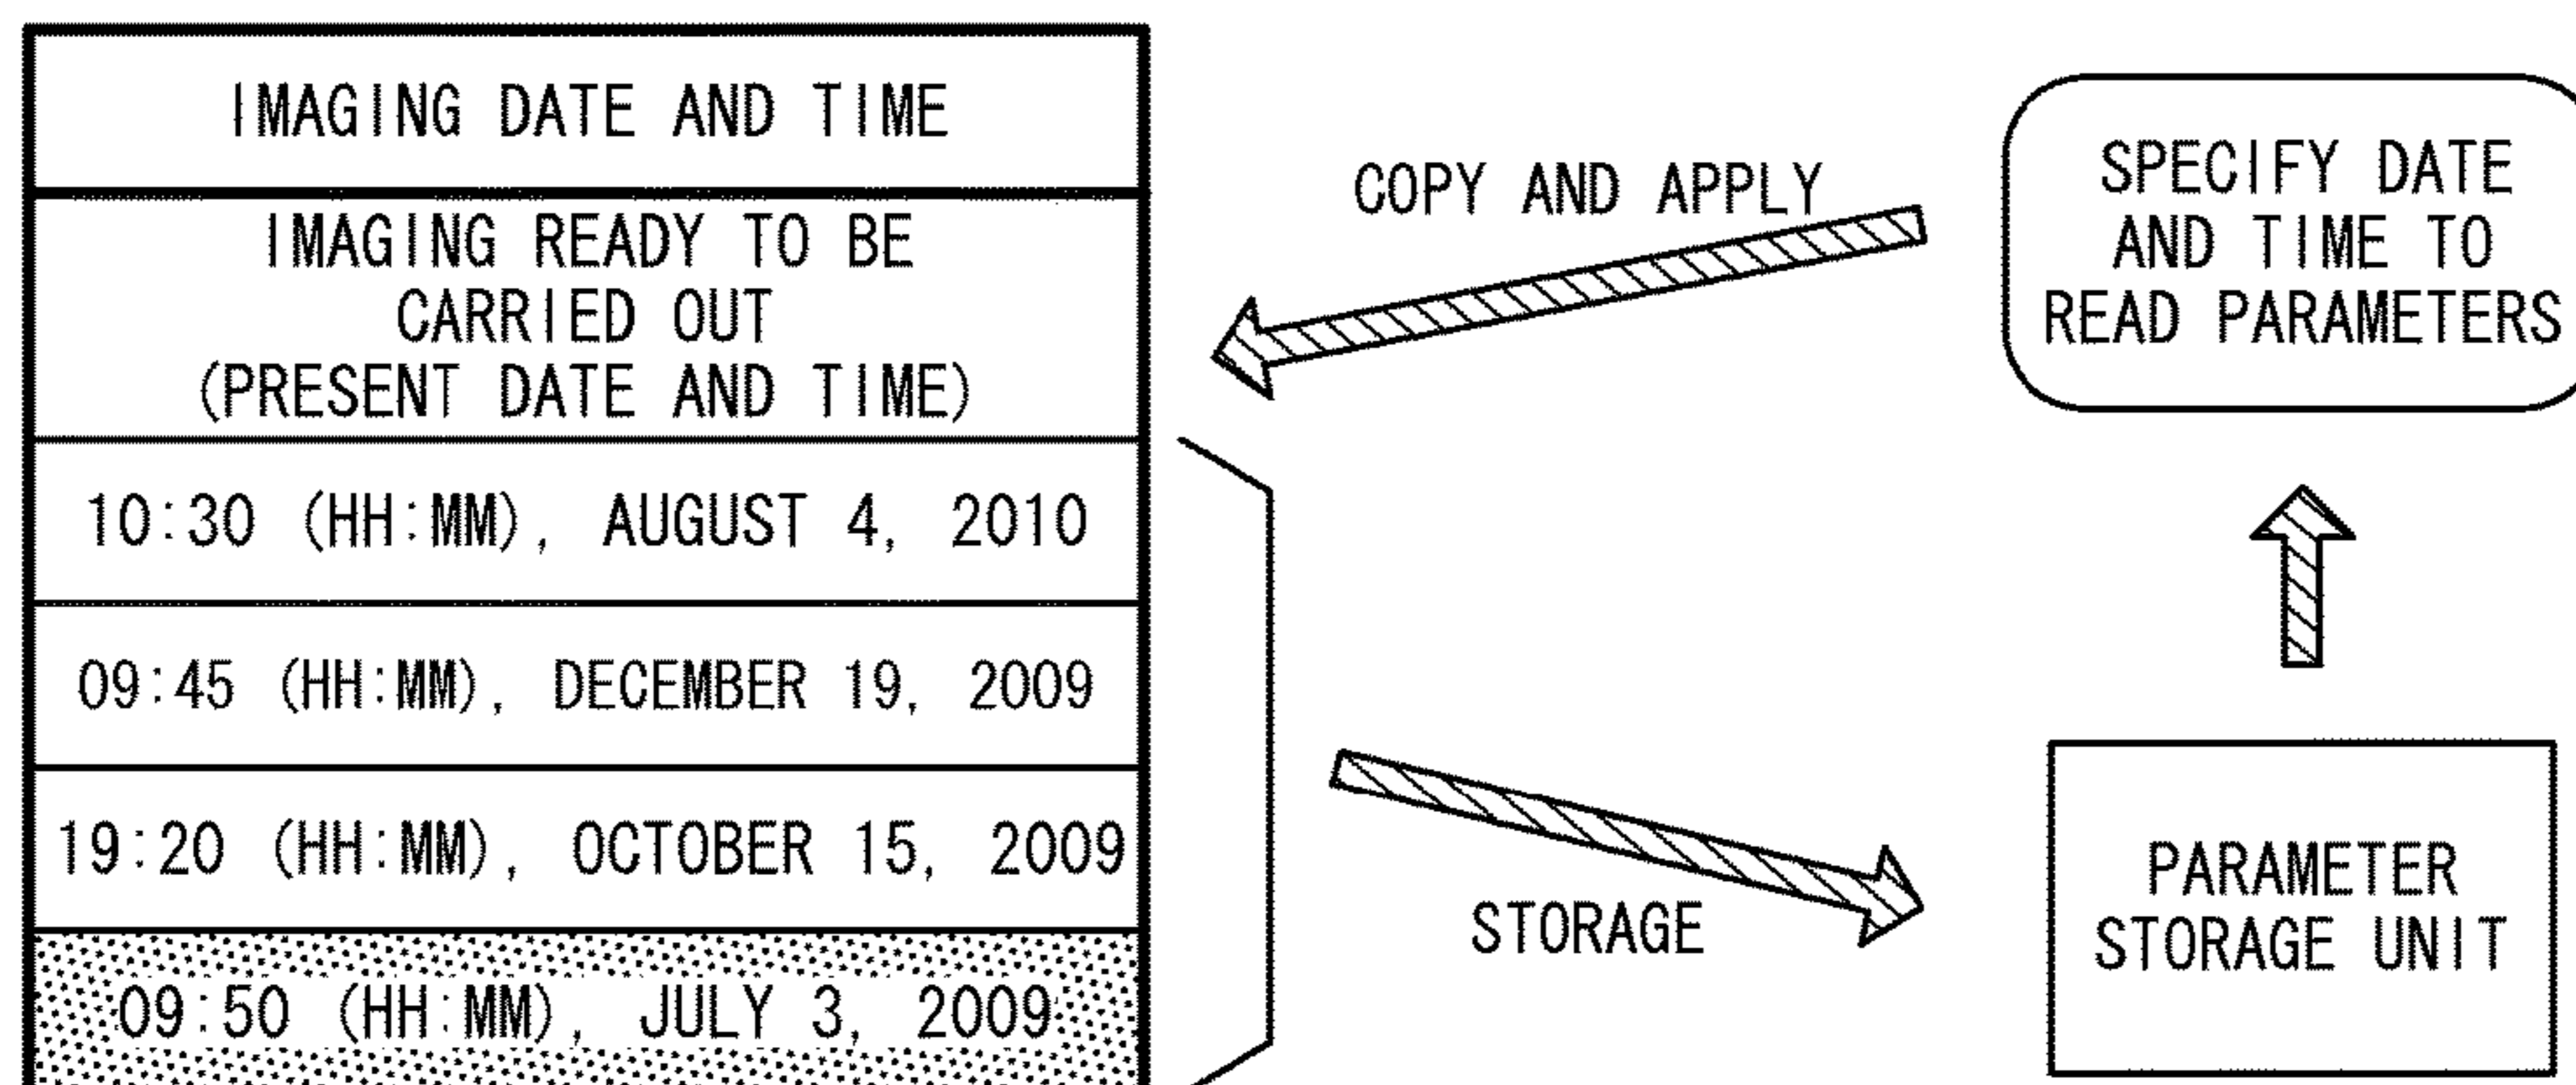 IMAGING DATE AND TIME
IMAGING READY TO BE
CARRIED OUT
(PRESENT DATE AND TIME)
10:30 (HH:MM), AUGUST 4, 2010
09:45 (HH:MM), DECEMBER 19, 2009
19:20 (HH:MM), OCTOBER 15, 2009
09:50 (HH:MM), JULY 3, 2009
COPY AND APPLY
STORAGE
SPECIFY DATE
AND TIME TO
READ PARAMETERS
PARAMETER
STORAGE UNIT